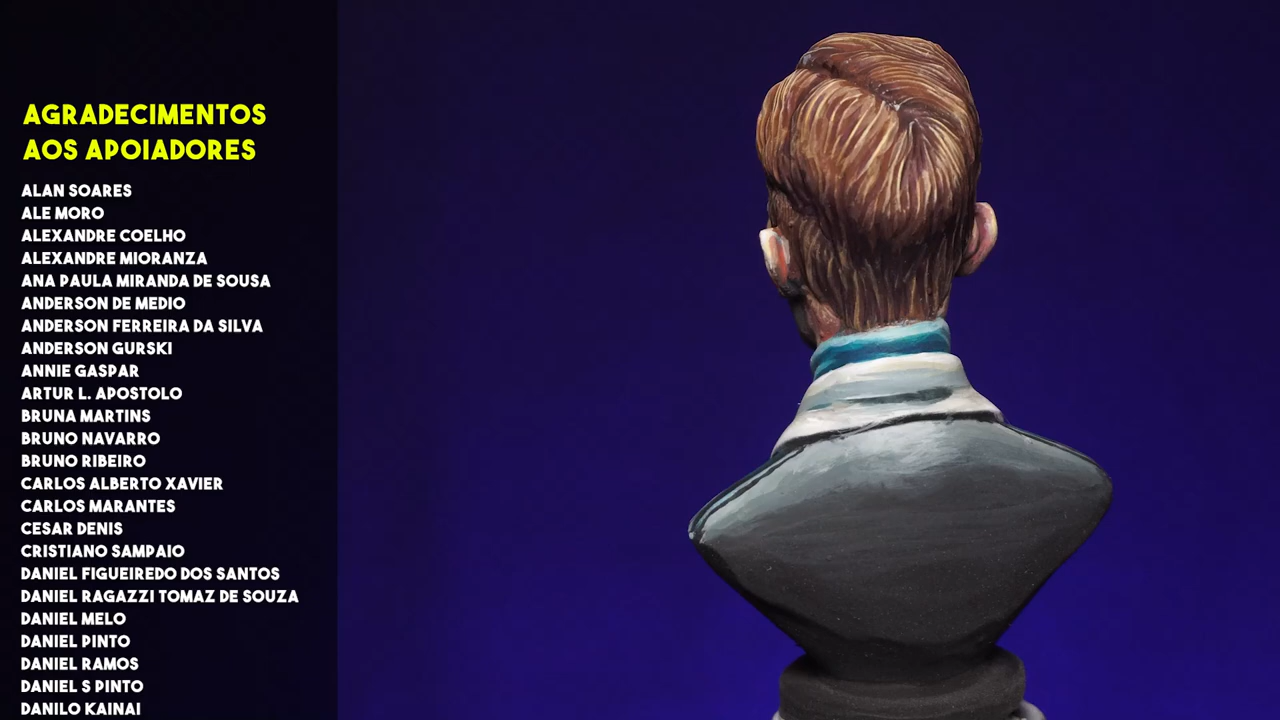 AGRADECIMENTOS
AOS APOIADORES
ALAN SOARES
ALE MORO
ALEXANDRE COELHO
ALEXANDRE MIORANZA
ANA PAULA MIRANDA DE SOUSA
ANDERSON DE MEDIO
ANDERSON FERREIRA DA SILVA
ANDERSON GURSKI
ANNIE GASPAR
ARTUR L. APOSTOLO
BRUNA MARTINS
BRUNO NAVARRO
BRUNO RIBEIRO
CARLOS ALBERTO XAVIER
CARLOS MARANTES
CESAR DENIS
CRISTIANO SAMPAIO
DANIEL FIGUEIREDO DOS SANTOS
DANIEL RAGAZZI TOMAZ DE SOUZA
DANIEL MELO
DANIEL PINTO
DANIEL RAMOS
DANIEL S PINTO
DANILO KAINAI